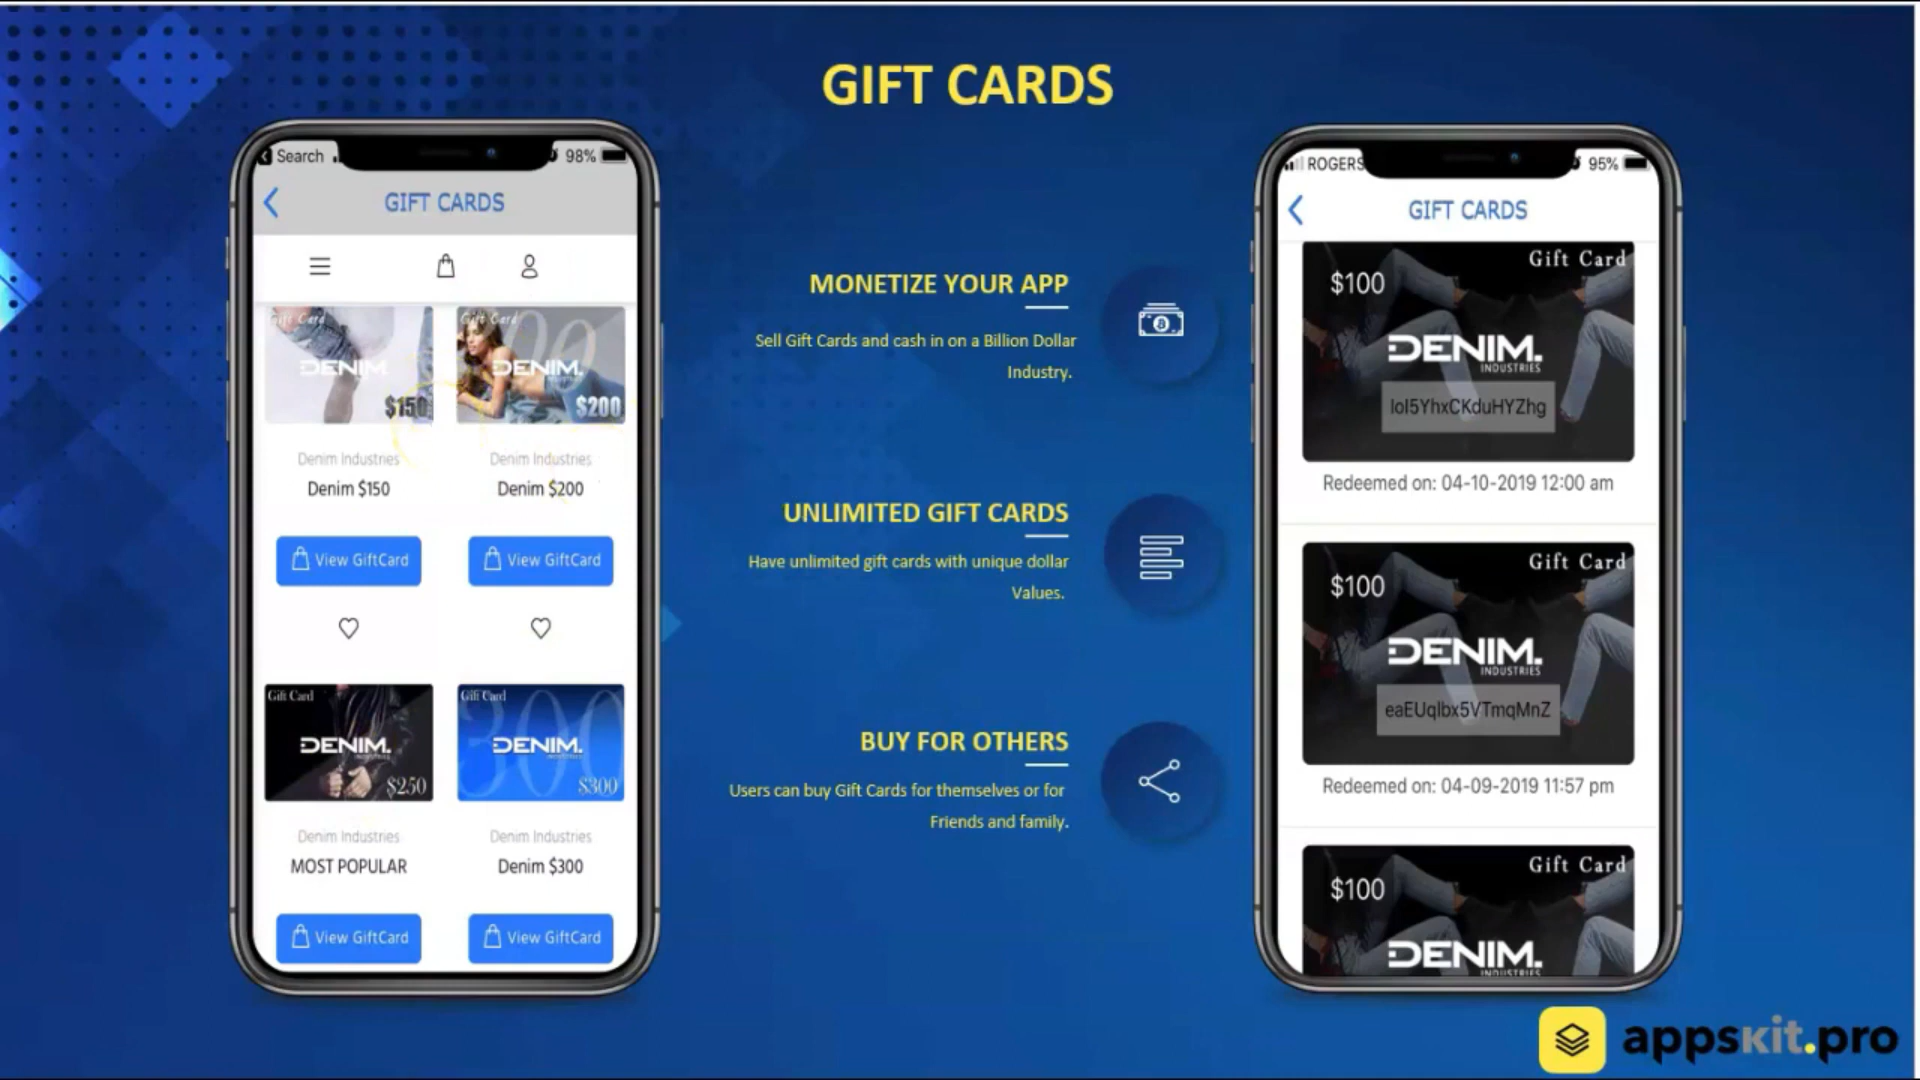 GIFT CARDS
Search
98%
GIFT CARDS
Gift Card
DENIM.
$150
Gift Card
DENIM.
$200
Denim Industries
Denim $150
Denim Industries
Denim $200
View GiftCard
View GiftCard
Gift Card
DENIM.
INDUSTRIES
$250
Gift Card
300
DENIM.
INDUSTRIES
$300
Denim Industries
MOST POPULAR
Denim Industries
Denim $300
View GiftCard
View GiftCard
MONETIZE YOUR APP
Sell Gift Cards and cash in on a Billion Dollar
Industry.
UNLIMITED GIFT CARDS
Have unlimited gift cards with unique dollar
Values.
BUY FOR OTHERS
Users can buy Gift Cards for themselves or for
Friends and family.
ROGERS
95%
GIFT CARDS
Gift Card
$100
DENIM.
INDUSTRIES
Redeemed on: 04-10-2019 12:00 am
Gift Card
$100
DENIM.
INDUSTRIES
Redeemed on: 04-09-2019 11:57 pm
Gift Card
$100
DENIM.
INDUSTRIES
appskit.pro